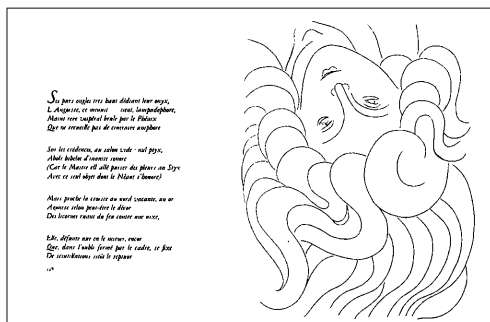 Ses purs ongles très haut dédiant leur onyx,
L'Angoisse, ce minuit, lampadophore,
Maint rêve vespéral brûlé par le Phénix
Que ne recueille pas de cinéraire amphore
Sur les crédences, au salon vide: nul ptyx,
Aboli bibelot d'inanité sonore
(Car le Maître est allé puiser des pleurs au Styx
Avec ce seul objet dont le Néant s'honore)
Mais proche la croisée au nord vacante, un or
Agonise selon peut-être le décor
Des licornes ruant du feu contre une nixe,
Elle, défunte nue en le miroir, encor
Que, dans l'oubli fermé par le cadre, se fixe
De scintillations sitôt le septuor